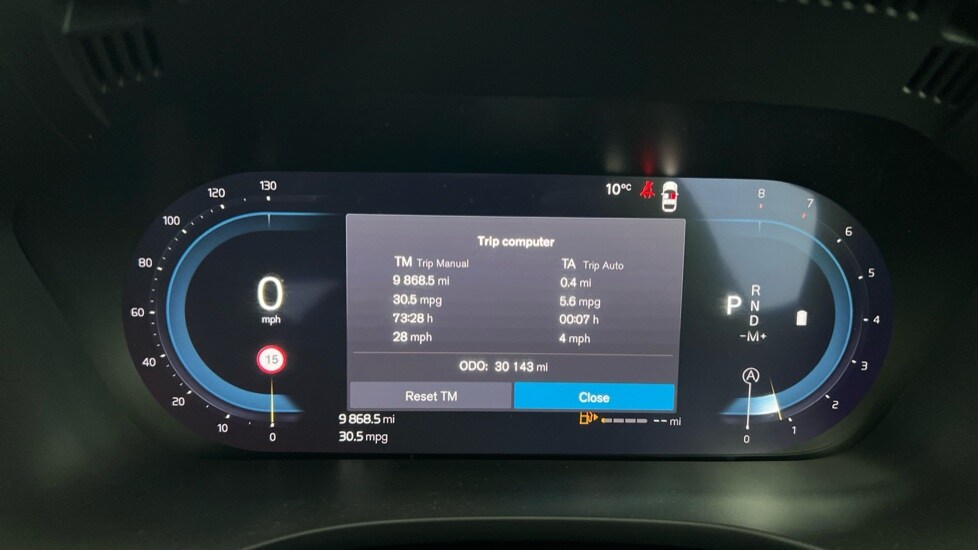 130
120
100
80
60
40
20
10
0
0
mph
15
10°C
Trip computer
TM Trip Manual
9 868.5 mi
30.5 mpg
73:28 h
28 mph
TA Trip Auto
0.4 mi
5.6 mpg
00:07 h
4 mph
ODO: 30 143 mi
Reset TM
Close
9 868.5 mi
30.5 mpg
-- mi
P
R
N
D
-M+
A
8
7
6
5
4
3
2
1
0